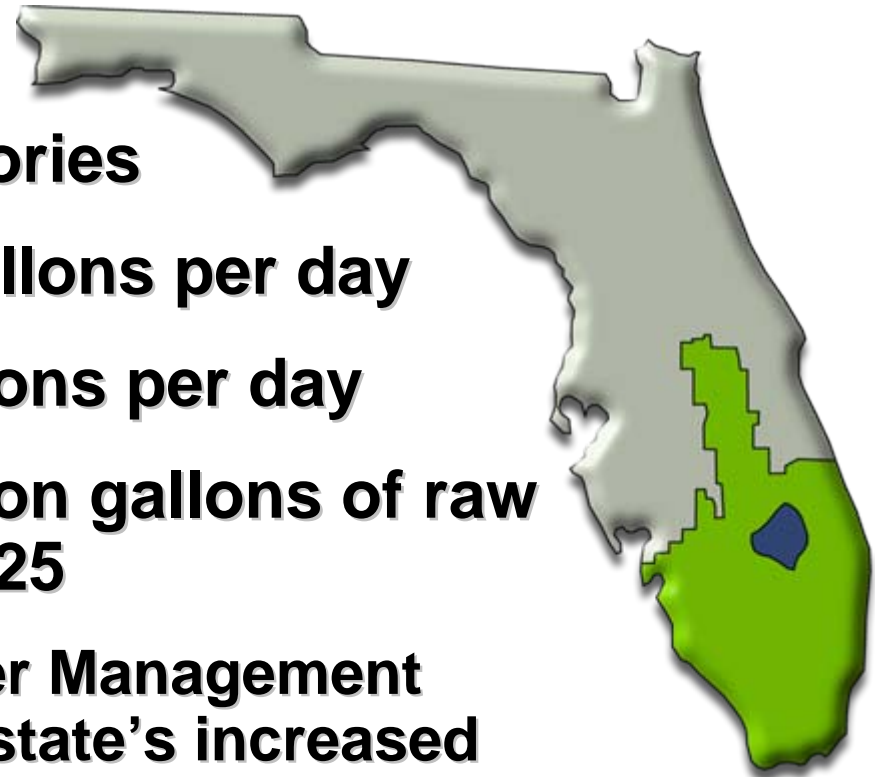 ories
llons per day
ons per day
on gallons of raw
25
er Management
state’s increased